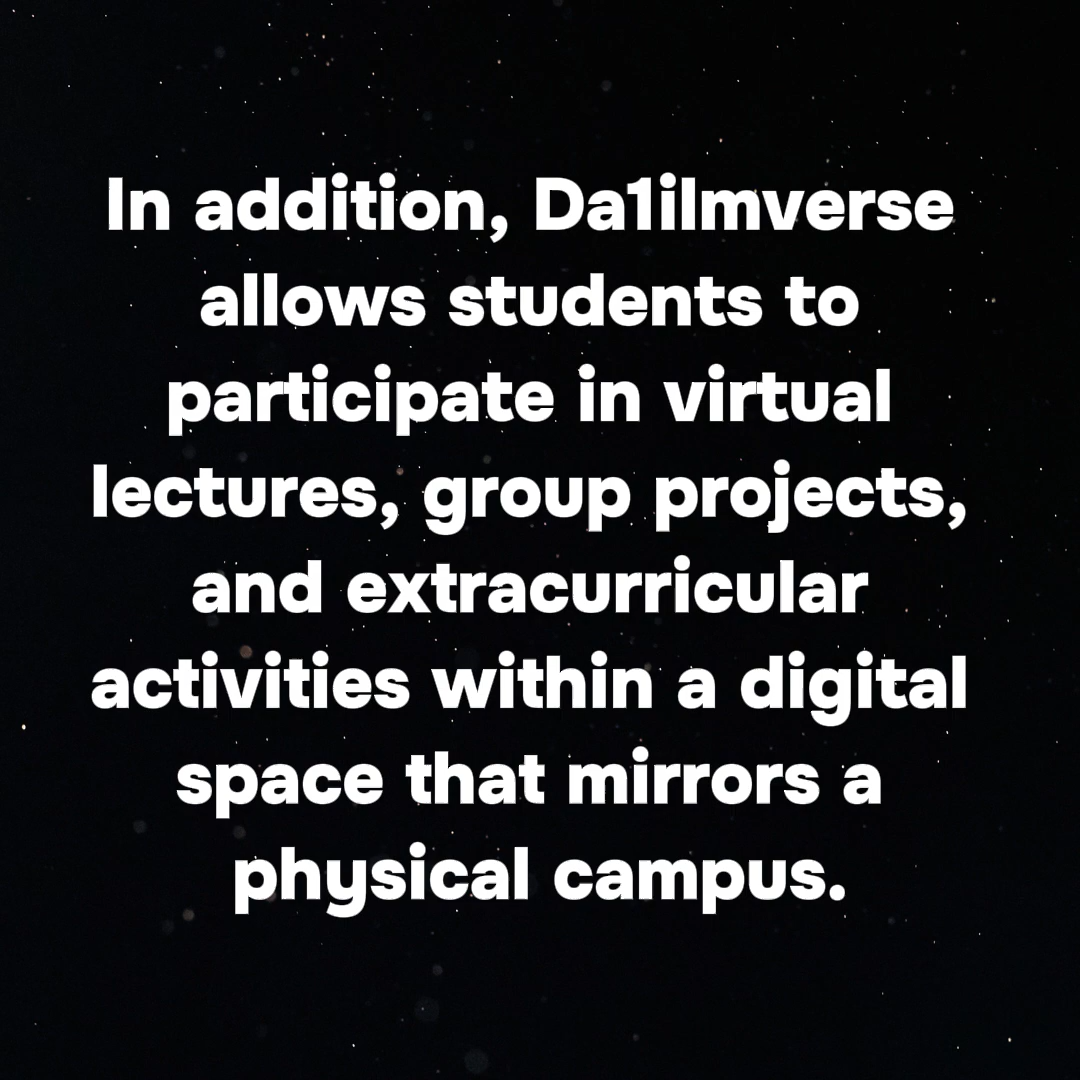 In addition, Da1ilmverse
allows students to
participate in virtual
lectures, group projects,
and extracurricular
activities within a digital
space that mirrors a
physical campus.